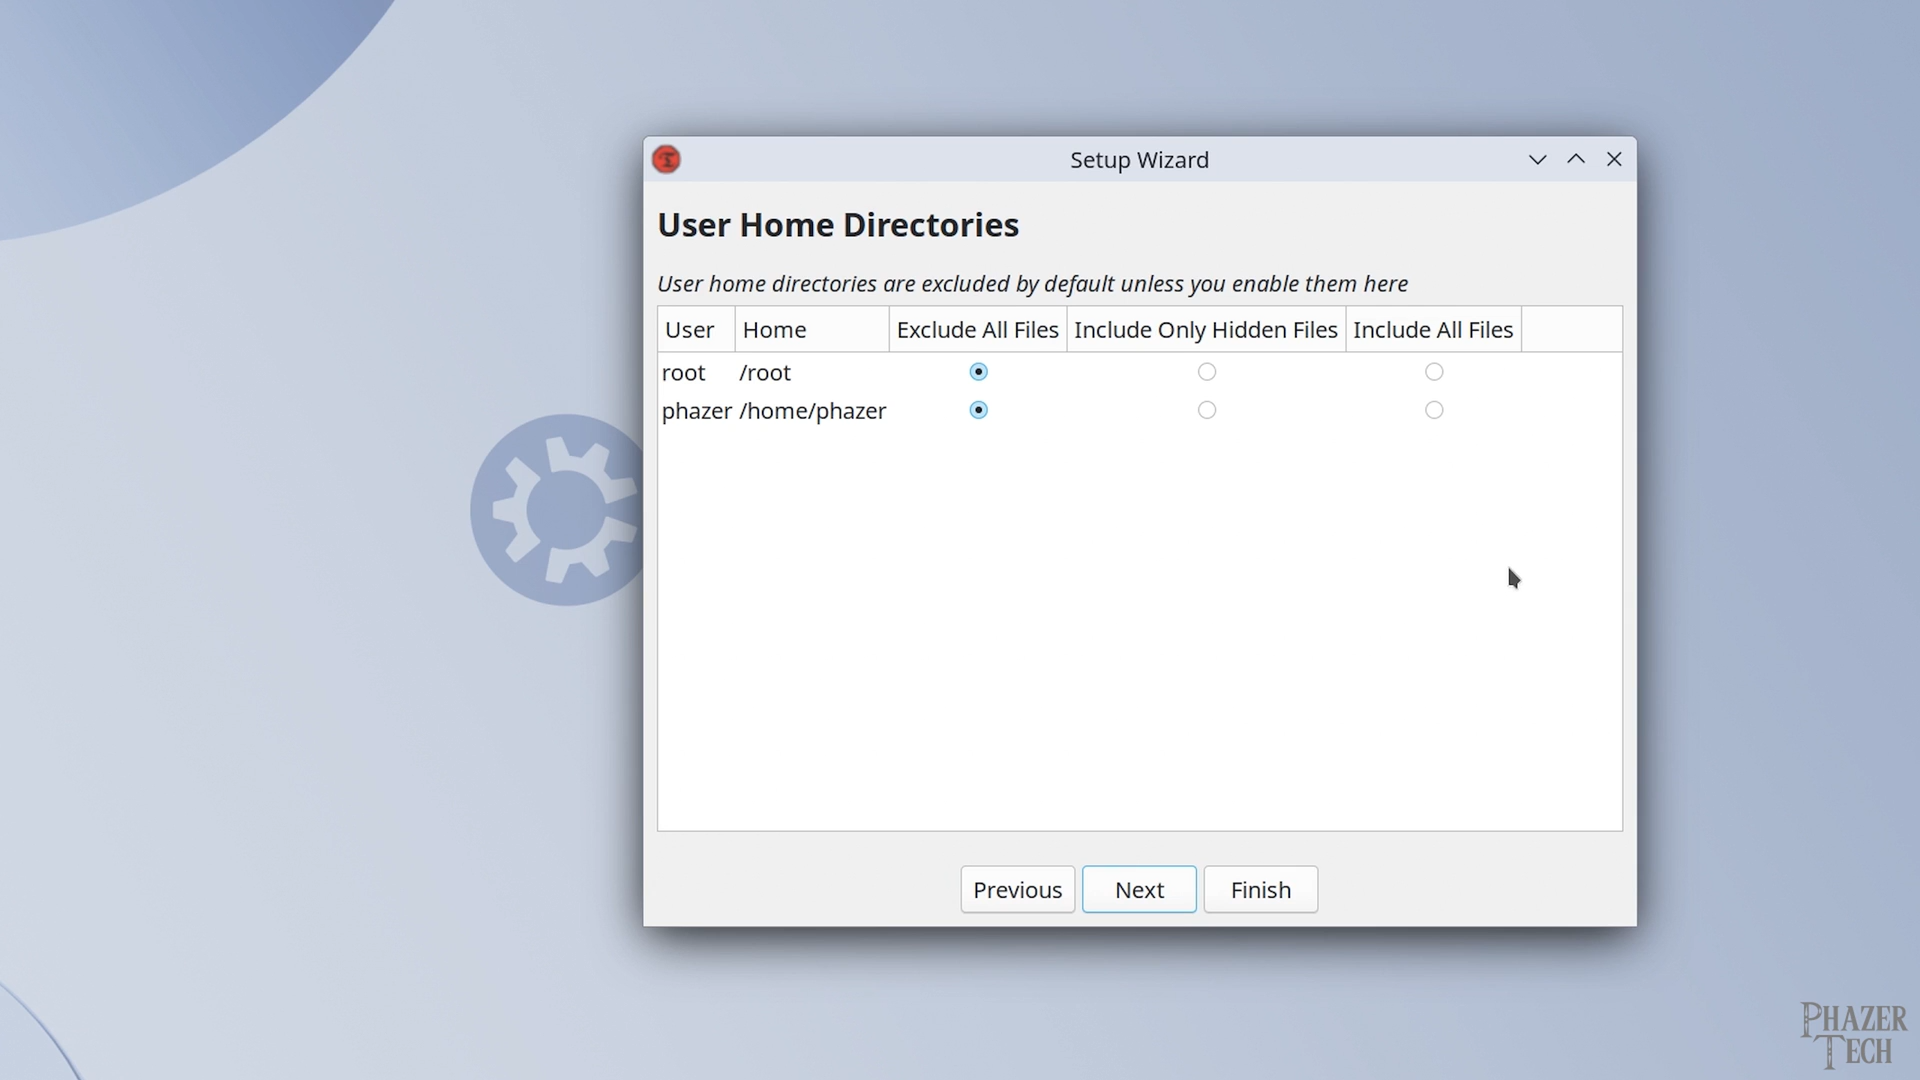 Setup Wizard
User Home Directories
User home directories are excluded by default unless you enable them here
User Home Exclude All Files Include Only Hidden Files Include All Files
root /root
phazer /home/phazer
Previous Next Finish
PHAZER
TECH